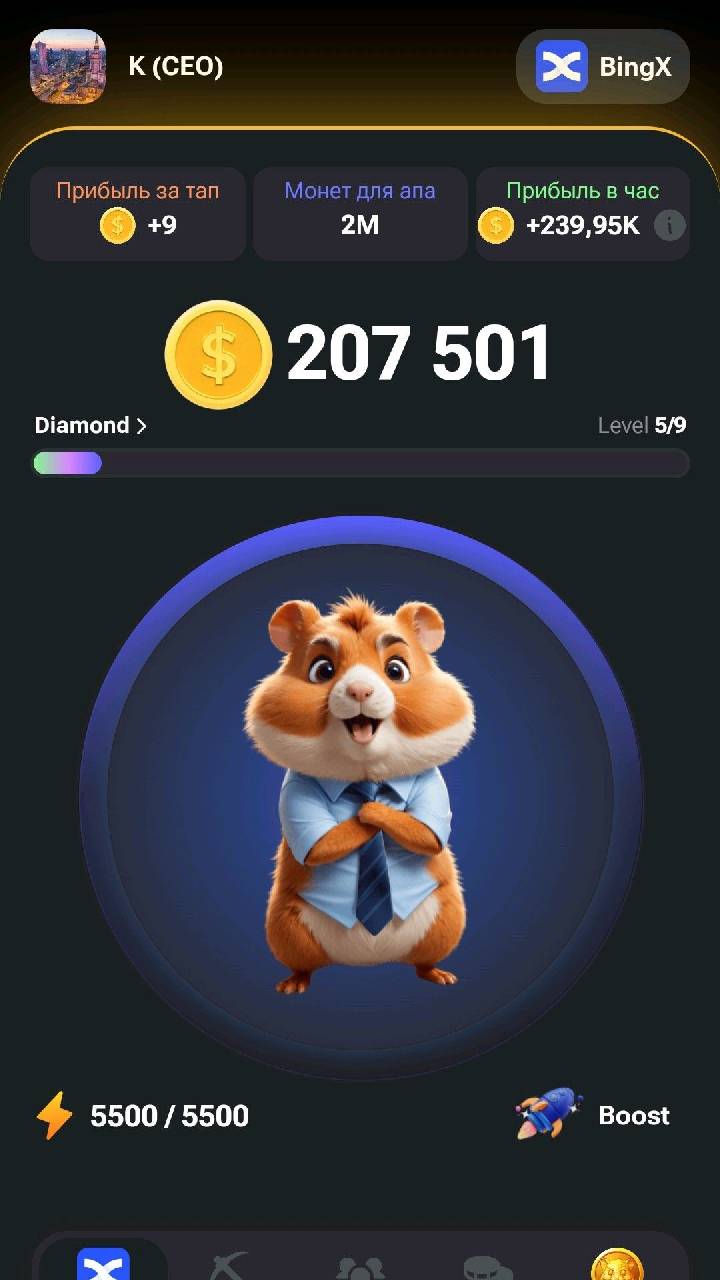 K (CEO)
BingX
Прибыль за тап
+9
Монет для апа
2M
Прибыль в час
+239,95K
207 501
Diamond >
Level 5/9
5500 / 5500
Boost